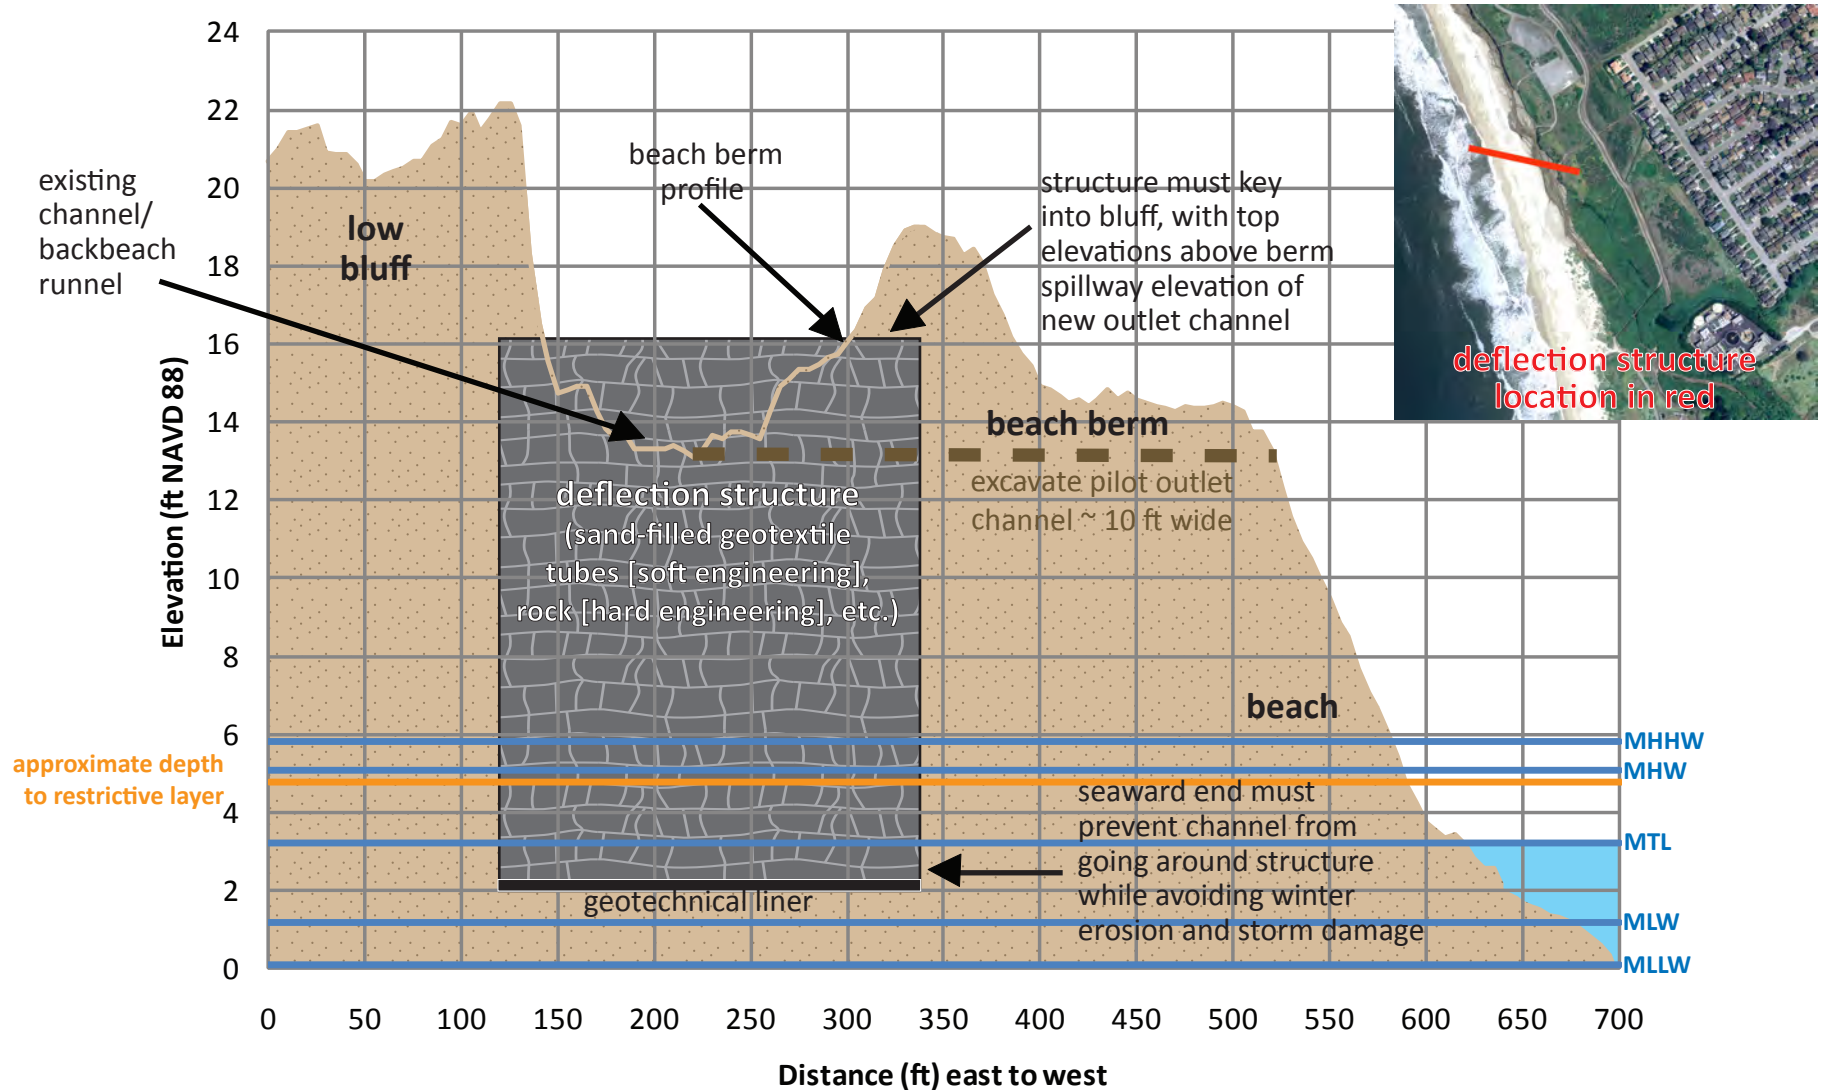 24
22
20
18
16
14
12
10
8
6
4
2
0
Elevation (ft NAVD 88)
existing
channel/
backbeach
runnel
low
bluff
beach berm
profile
structure must key
into bluff, with top
elevations above berm
spillway elevation of
new outlet channel
deflection structure
location in red
beach berm
excavate pilot outlet
channel ~ 10 ft wide
deflection structure
(sand-filled geotextile
tubes [soft engineering],
rock [hard engineering], etc.)
beach
approximate depth
to restrictive layer
MHHW
MHW
MTL
MLW
MLLW
seaward end must
prevent channel from
going around structure
while avoiding winter
erosion and storm damage
geotechnical liner
0 50 100 150 200 250 300 350 400 450 500 550 600 650 700
Distance (ft) east to west